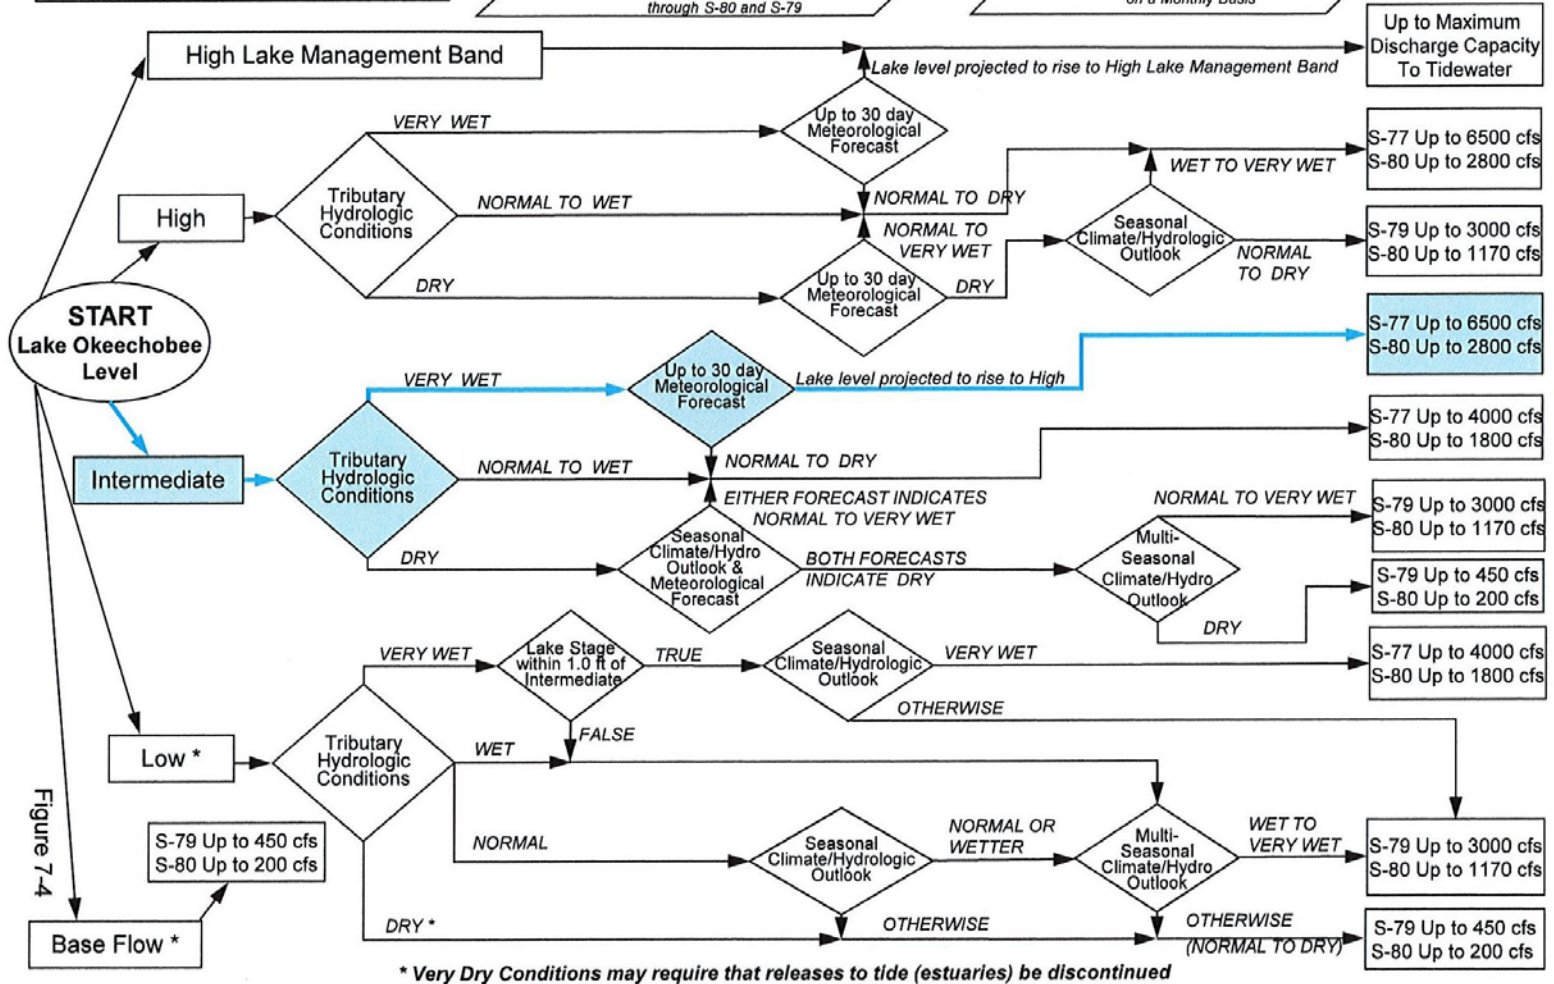 through S-80 and S-79
on a Monthly Basis
High Lake Management Band
Up to Maximum
Discharge Capacity
To Tidewater
Lake level projected to rise to High Lake Management Band
VERY WET
Up to 30 day
Meteorological
Forecast
S-77 Up to 6500 cfs
S-80 Up to 2800 cfs
WET TO VERY WET
High
Tributary
Hydrologic
Conditions
NORMAL TO WET
NORMAL TO DRY
NORMAL TO
VERY WET
Seasonal
Climate/Hydrologic
Outlook
NORMAL
TO DRY
S-79 Up to 3000 cfs
S-80 Up to 1170 cfs
DRY
Up to 30 day
Meteorological
Forecast
DRY
START
Lake Okeechobee
Level
VERY WET
Up to 30 day
Meteorological
Forecast
Lake level projected to rise to High
S-77 Up to 6500 cfs
S-80 Up to 2800 cfs
Intermediate
Tributary
Hydrologic
Conditions
NORMAL TO WET
NORMAL TO DRY
S-77 Up to 4000 cfs
S-80 Up to 1800 cfs
EITHER FORECAST INDICATES
NORMAL TO VERY WET
DRY
Seasonal
Climate/Hydro
Outlook &
Meteorological
Forecast
BOTH FORECASTS
INDICATE DRY
Multi-
Seasonal
Climate/Hydro
Outlook
NORMAL TO VERY WET
S-79 Up to 3000 cfs
S-80 Up to 1170 cfs
DRY
S-79 Up to 450 cfs
S-80 Up to 200 cfs
VERY WET
Lake Stage
within 1.0 ft of
Intermediate
TRUE
Seasonal
Climate/Hydrologic
Outlook
VERY WET
S-77 Up to 4000 cfs
S-80 Up to 1800 cfs
OTHERWISE
FALSE
Low *
Tributary
Hydrologic
Conditions
WET
NORMAL
Seasonal
Climate/Hydrologic
Outlook
NORMAL OR
WETTER
Multi-
Seasonal
Climate/Hydro
Outlook
WET TO
VERY WET
S-79 Up to 3000 cfs
S-80 Up to 1170 cfs
DRY *
OTHERWISE
OTHERWISE
(NORMAL TO DRY)
S-79 Up to 450 cfs
S-80 Up to 200 cfs
Figure 7-4
S-79 Up to 450 cfs
S-80 Up to 200 cfs
Base Flow *
* Very Dry Conditions may require that releases to tide (estuaries) be discontinued